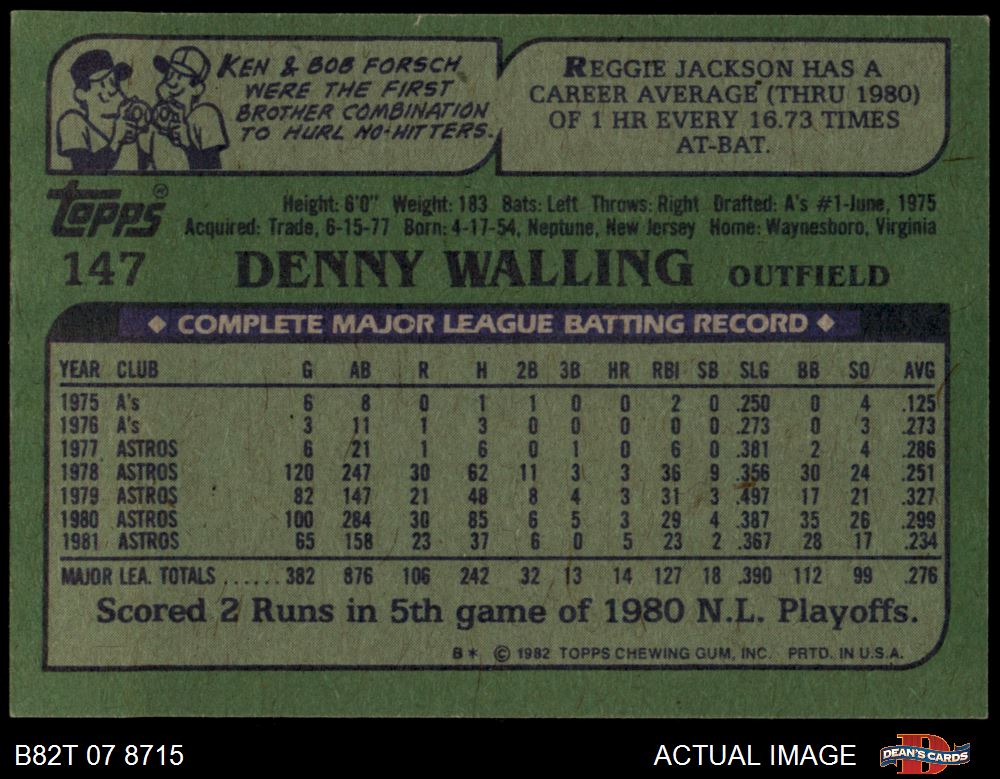 KEN & BOB FORSCH
WERE THE FIRST
BROTHER COMBINATION
TO HURL NO-HITTERS.
REGGIE JACKSON HAS A
CAREER AVERAGE (THRU 1980)
OF 1 HR EVERY 16.73 TIMES
AT-BAT.
Topps®
Height: 6'0" Weight: 183 Bats: Left Throws: Right Drafted: A's #1-June, 1975
Acquired: Trade, 6-15-77 Born: 4-17-54, Neptune, New Jersey Home: Waynesboro, Virginia
147 DENNY WALLING OUTFIELD
◆ COMPLETE MAJOR LEAGUE BATTING RECORD ◆
YEAR CLUB G AB R H 2B 3B HR RBI SB SLG BB SO AVG
1975 A's 6 8 0 1 1 0 0 2 0 .250 0 4 .125
1976 A's 3 11 1 3 0 0 0 0 0 .273 0 3 .273
1977 ASTROS 6 21 1 6 0 1 0 6 0 .381 2 4 .286
1978 ASTROS 120 247 30 62 11 3 3 36 9 .356 30 24 .251
1979 ASTROS 82 147 21 48 8 4 3 31 3 .497 17 21 .327
1980 ASTROS 100 284 30 85 6 5 3 29 4 .387 35 26 .299
1981 ASTROS 65 158 23 37 6 0 5 23 2 .367 28 17 .234
MAJOR LEA. TOTALS ...... 382 876 106 242 32 13 14 127 18 .390 112 99 .276
Scored 2 Runs in 5th game of 1980 N.L. Playoffs.
B* © 1982 TOPPS CHEWING GUM, INC. PRTD. IN U.S.A.
B82T 07 8715 ACTUAL IMAGE DEAN'S CARDS